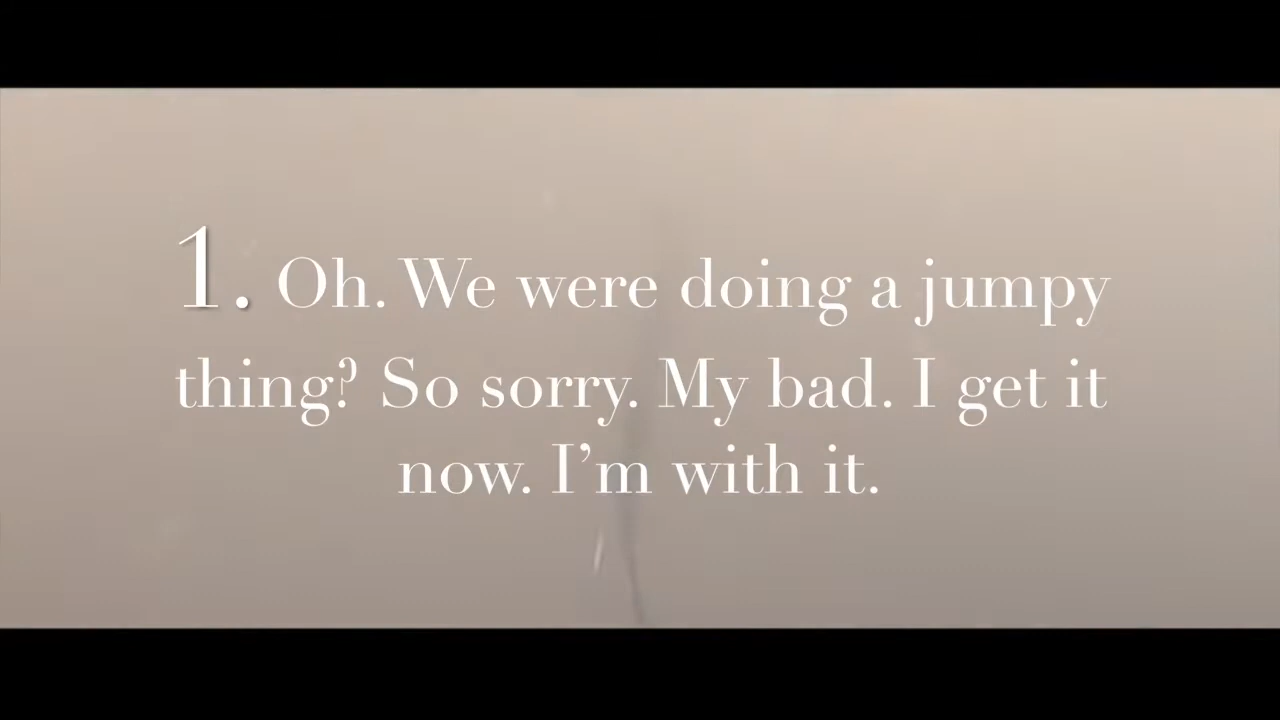 1. Oh. We were doing a jumpy
thing? So sorry. My bad. I get it
now. I’m with it.